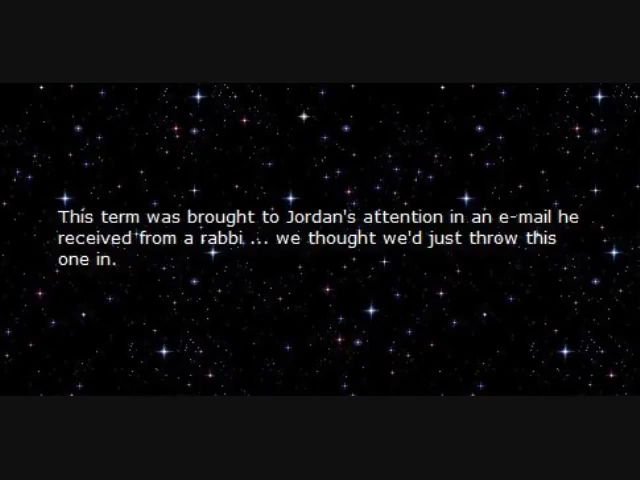 This term was brought to Jordan's attention in an e-mail he
received from a rabbi ... we thought we'd just throw this
one in.